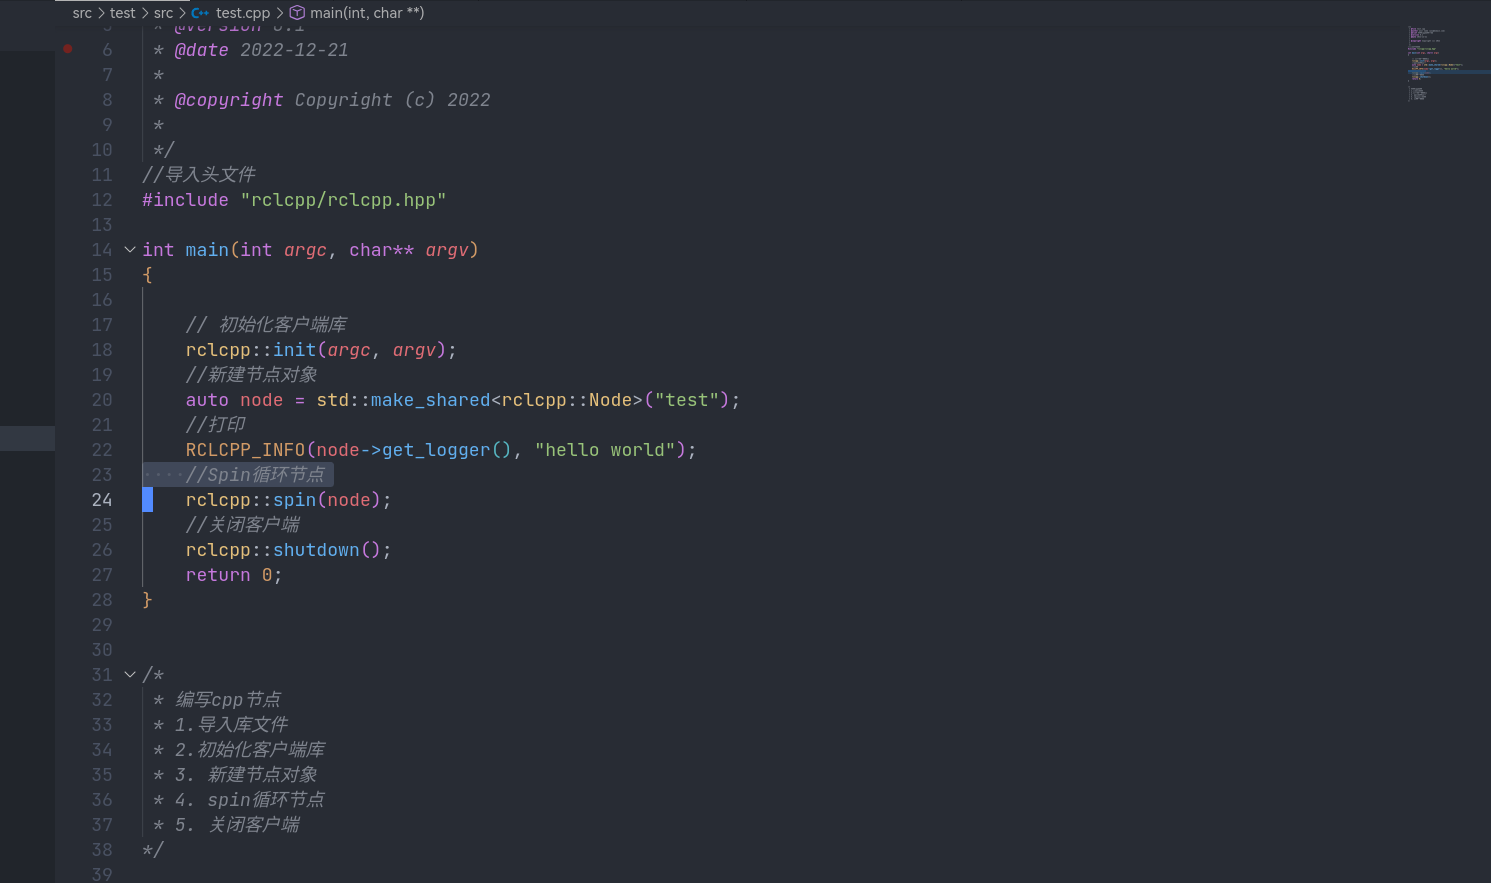 src > test > src > C++ test.cpp > main(int, char **)
5 * @version 0.1
6 * @date 2022-12-21
7 *
8 * @copyright Copyright (c) 2022
9 *
10 */
11 //导入头文件
12 #include "rclcpp/rclcpp.hpp"
13
14 int main(int argc, char** argv)
15 {
16
17 // 初始化客户端库
18 rclcpp::init(argc, argv);
19 //新建节点对象
20 auto node = std::make_shared<rclcpp::Node>("test");
21 //打印
22 RCLCPP_INFO(node->get_logger(), "hello world");
23 //Spin循环节点
24 rclcpp::spin(node);
25 //关闭客户端
26 rclcpp::shutdown();
27 return 0;
28 }
29
30
31 /*
32 * 编写cpp节点
33 * 1.导入库文件
34 * 2.初始化客户端库
35 * 3. 新建节点对象
36 * 4. spin循环节点
37 * 5. 关闭客户端
38 */
39